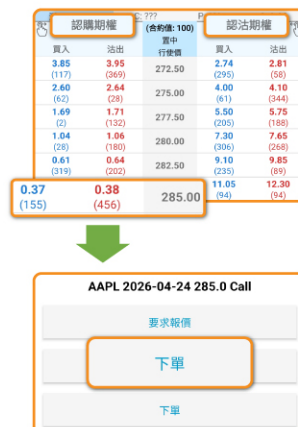 認購期權 C: ??? (合約值: 100) 認沽期權
買入 沽出 置中 行使價 買入 沽出
3.85 3.95 272.50 2.74 2.81
(117) (369) (295) (58)
2.60 2.64 275.00 4.00 4.10
(62) (28) (61) (344)
1.69 1.71 277.50 5.50 5.75
(2) (132) (205) (188)
1.04 1.06 280.00 7.30 7.65
(28) (180) (306) (268)
0.61 0.64 282.50 9.10 9.85
(319) (202) (235) (89)
0.37 0.38 285.00 11.05 12.30
(155) (456) (94) (94)
AAPL 2026-04-24 285.0 Call
要求報價
下單
下單